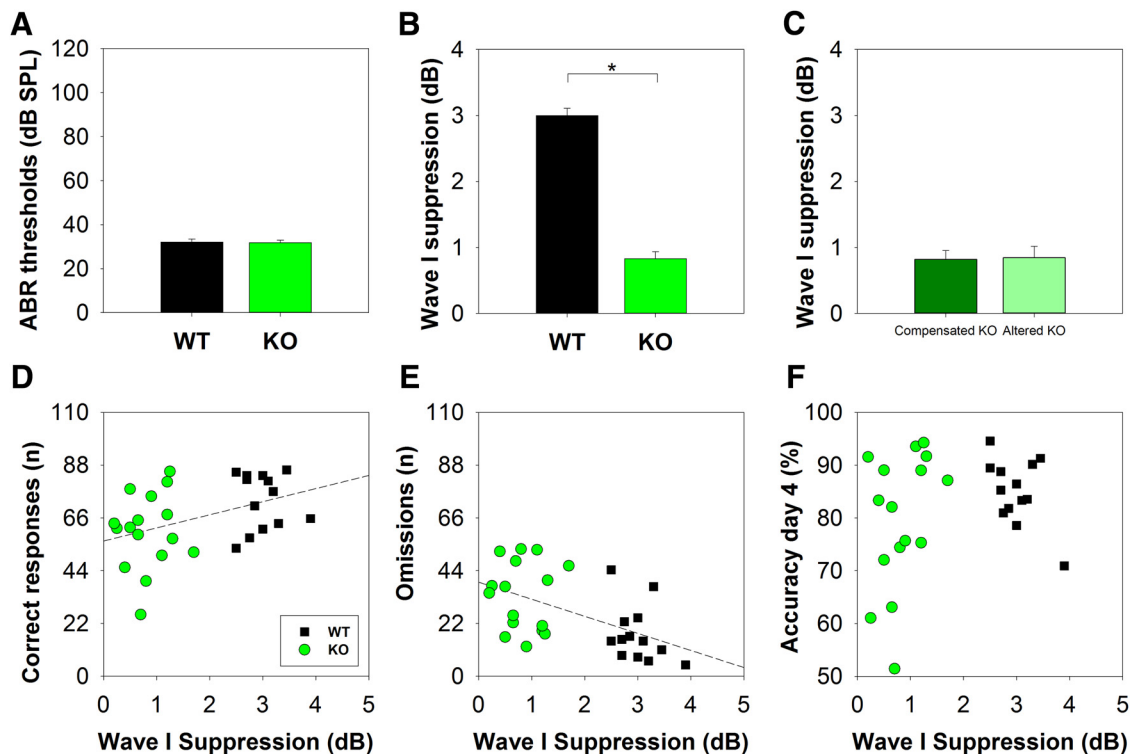 A
ABR thresholds (dB SPL)
120
100
80
60
40
20
0
WT KO
B
Wave I suppression (dB)
4
3
2
1
0
*
WT KO
C
Wave I suppression (dB)
4
3
2
1
0
Compensated KO Altered KO
D
Correct responses (n)
110
88
66
44
22
0
WT
KO
0 1 2 3 4 5
Wave I Suppression (dB)
E
Omissions (n)
110
88
66
44
22
0
0 1 2 3 4 5
Wave I Suppression (dB)
F
Accuracy day 4 (%)
100
90
80
70
60
50
0 1 2 3 4 5
Wave I Suppression (dB)